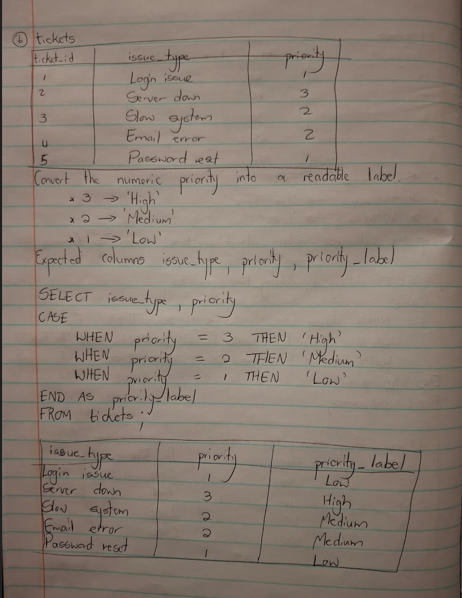 ④ tickets
ticket_id issue_type priority
1 Login issue 1
2 Server down 3
3 Slow system 2
4 Email error 2
5 Password reset 1
Convert the numeric priority into a readable label.
* 3 → 'High'
* 2 → 'Medium'
* 1 → 'Low'
Expected columns issue_type, priority, priority_label
SELECT issue_type, priority
CASE
WHEN priority = 3 THEN 'High'
WHEN priority = 2 THEN 'Medium'
WHEN priority = 1 THEN 'Low'
END AS priority_label
FROM tickets;
issue_type priority priority_label
Login issue 1 Low
Server down 3 High
Slow system 2 Medium
Email error 2 Medium
Password reset 1 Low